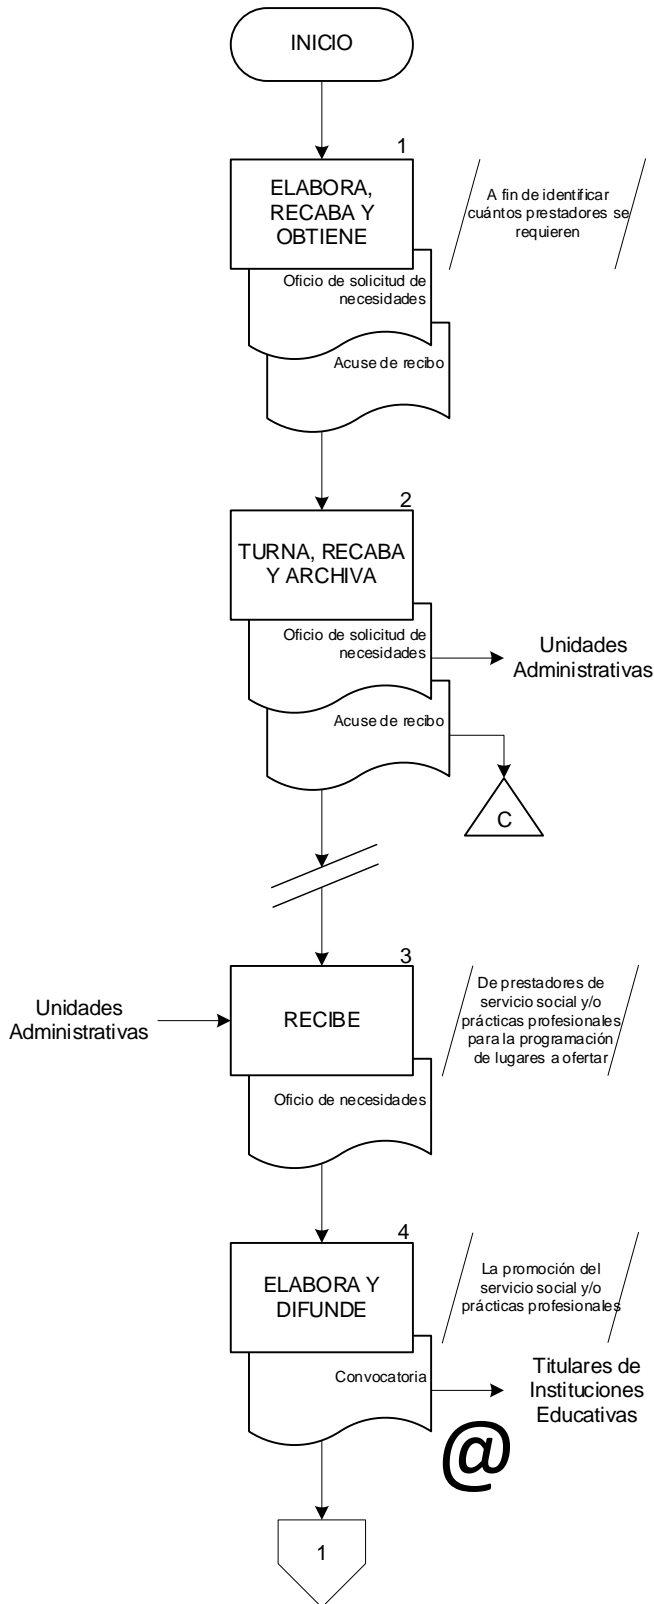 INICIO
1
ELABORA,
RECABA Y
OBTIENE
A fin de identificar
cuántos prestadores se
requieren
Oficio de solicitud de
necesidades
Acuse de recibo
2
TURNA, RECABA
Y ARCHIVA
Oficio de solicitud de
necesidades
Unidades
Administrativas
Acuse de recibo
C
3
Unidades
Administrativas
RECIBE
De prestadores de
servicio social y/o
prácticas profesionales
para la programación
de lugares a ofertar
Oficio de necesidades
4
ELABORA Y
DIFUNDE
La promoción del
servicio social y/o
prácticas profesionales
Convocatoria
Titulares de
Instituciones
Educativas
@
1